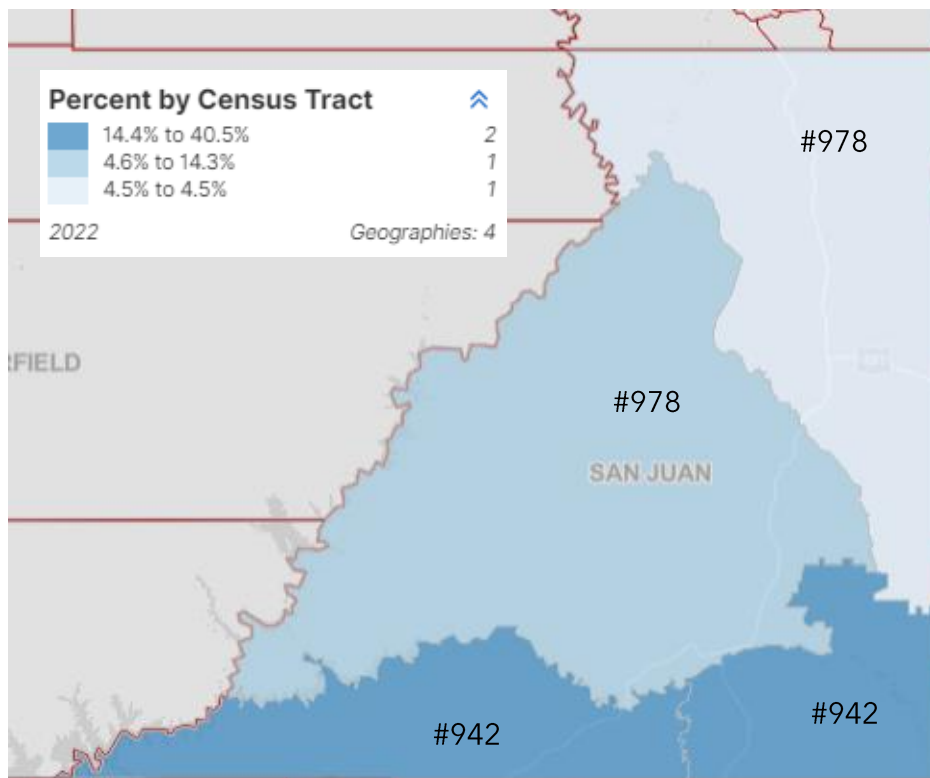 Percent by Census Tract
14.4% to 40.5% 2
4.6% to 14.3% 1
4.5% to 4.5% 1
2022 Geographies: 4
#978
RFIELD
#978
SAN JUAN
#942
#942